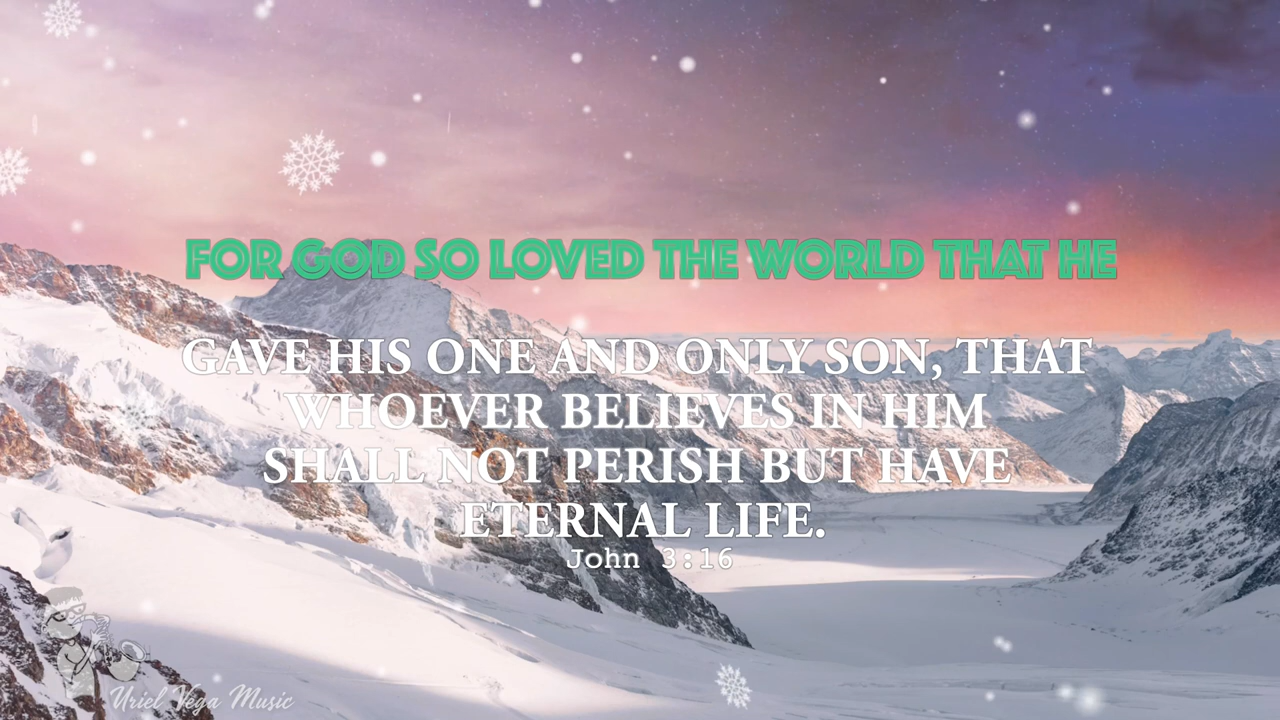 FOR GOD SO LOVED THE WORLD THAT HE
GAVE HIS ONE AND ONLY SON, THAT
WHOEVER BELIEVES IN HIM
SHALL NOT PERISH BUT HAVE
ETERNAL LIFE.
John 3:16
Uriel Vega Music